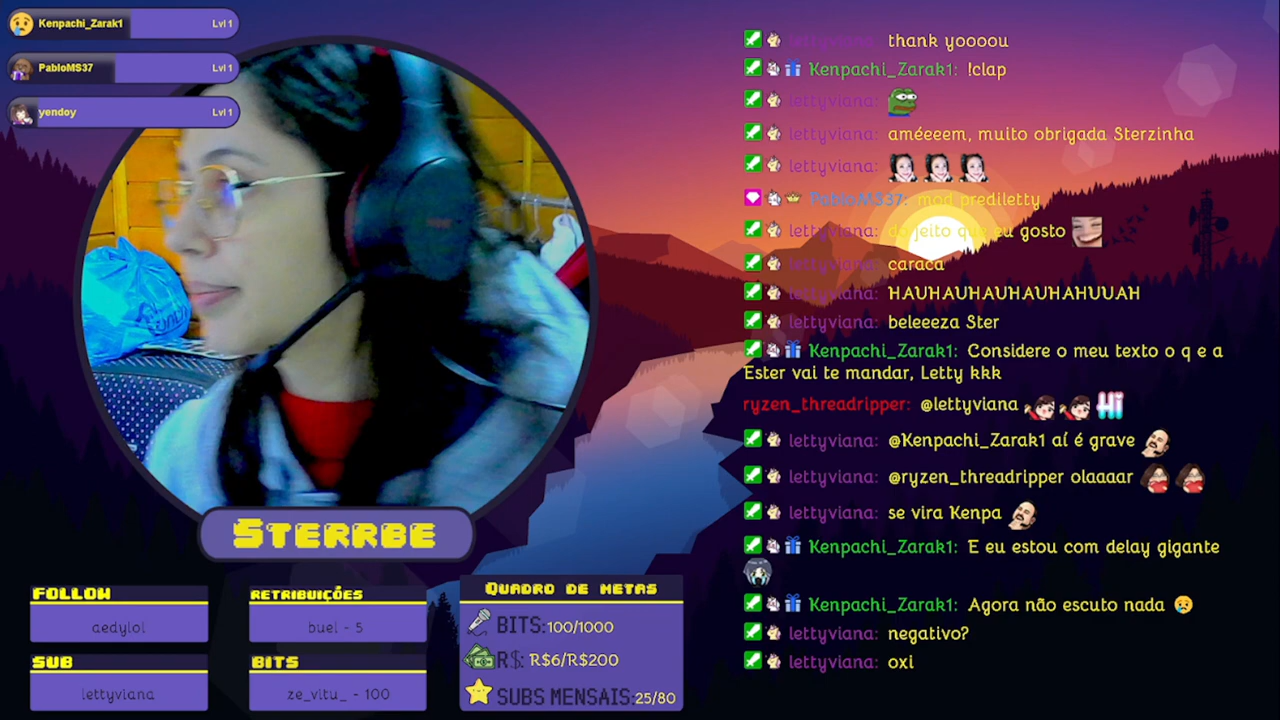 Kenpachi_Zarak1 Lvl 1
PabloMS37 Lvl 1
yendoy Lvl 1
STERRBE
FOLLOW
aedylol
RETRIBUIÇÕES
buel - 5
SUB
lettyviana
BITS
ze_vitu_ - 100
QUADRO DE METAS
BITS:100/1000
R$: R$6/R$200
SUBS MENSAIS:25/80
lettyviana: thank yoooou
Kenpachi_Zarak1: !clap
lettyviana:
lettyviana: améeeem, muito obrigada Sterzinha
lettyviana:
PabloMS37: mod prediletty
lettyviana: do jeito que eu gosto
lettyviana: caraca
lettyviana: HAUHAUHAUHAUHAHUUAH
lettyviana: beleeeza Ster
Kenpachi_Zarak1: Considere o meu texto o q e a
Ester vai te mandar, Letty kkk
ryzen_threadripper: @lettyviana Hi
lettyviana: @Kenpachi_Zarak1 aí é grave
lettyviana: @ryzen_threadripper olaaaar
lettyviana: se vira Kenpa
Kenpachi_Zarak1: E eu estou com delay gigante
Kenpachi_Zarak1: Agora não escuto nada
lettyviana: negativo?
lettyviana: oxi